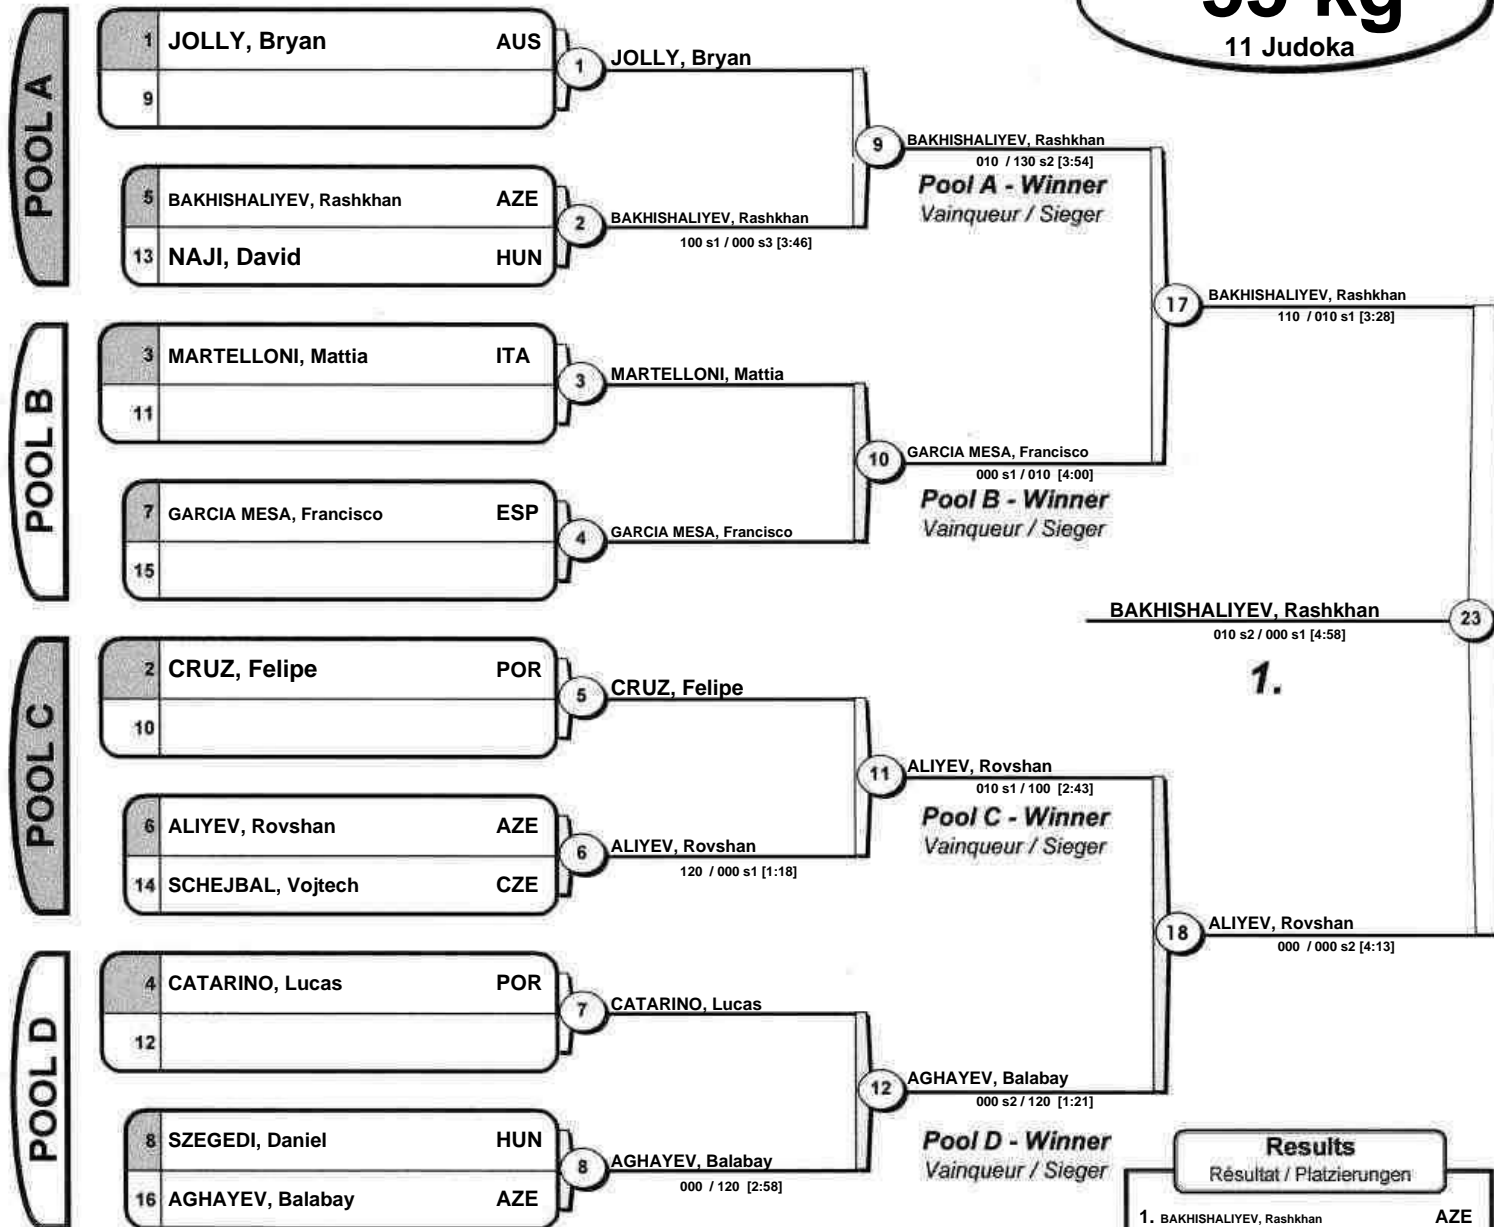 55 kg
11 Judoka
POOL A
1 JOLLY, Bryan AUS
9
1 JOLLY, Bryan
5 BAKHISHALIYEV, Rashkhan AZE
13 NAJI, David HUN
2 BAKHISHALIYEV, Rashkhan
100 s1 / 000 s3 [3:46]
9 BAKHISHALIYEV, Rashkhan
010 / 130 s2 [3:54]
Pool A - Winner
Vainqueur / Sieger
POOL B
3 MARTELLONI, Mattia ITA
11
3 MARTELLONI, Mattia
7 GARCIA MESA, Francisco ESP
15
4 GARCIA MESA, Francisco
10 GARCIA MESA, Francisco
000 s1 / 010 [4:00]
Pool B - Winner
Vainqueur / Sieger
17 BAKHISHALIYEV, Rashkhan
110 / 010 s1 [3:28]
BAKHISHALIYEV, Rashkhan 23
010 s2 / 000 s1 [4:58]
1.
POOL C
2 CRUZ, Felipe POR
10
5 CRUZ, Felipe
6 ALIYEV, Rovshan AZE
14 SCHEJBAL, Vojtech CZE
6 ALIYEV, Rovshan
120 / 000 s1 [1:18]
11 ALIYEV, Rovshan
010 s1 / 100 [2:43]
Pool C - Winner
Vainqueur / Sieger
18 ALIYEV, Rovshan
000 / 000 s2 [4:13]
POOL D
4 CATARINO, Lucas POR
12
7 CATARINO, Lucas
8 SZEGEDI, Daniel HUN
16 AGHAYEV, Balabay AZE
8 AGHAYEV, Balabay
000 / 120 [2:58]
12 AGHAYEV, Balabay
000 s2 / 120 [1:21]
Pool D - Winner
Vainqueur / Sieger
Results
Résultat / Platzierungen
1. BAKHISHALIYEV, Rashkhan AZE